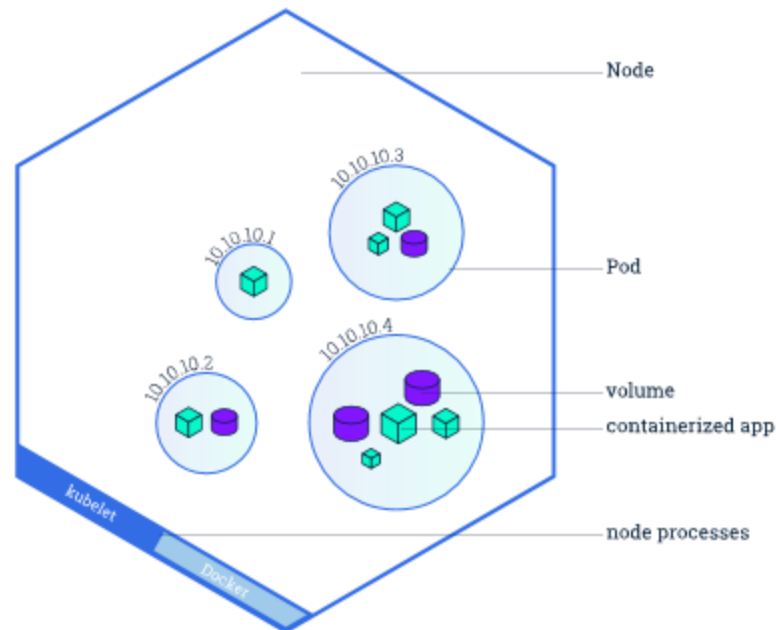 Node
10.10.10.3
10.10.10.1
Pod
10.10.10.4
10.10.10.2
volume
containerized app
kubelet
node processes
Docker